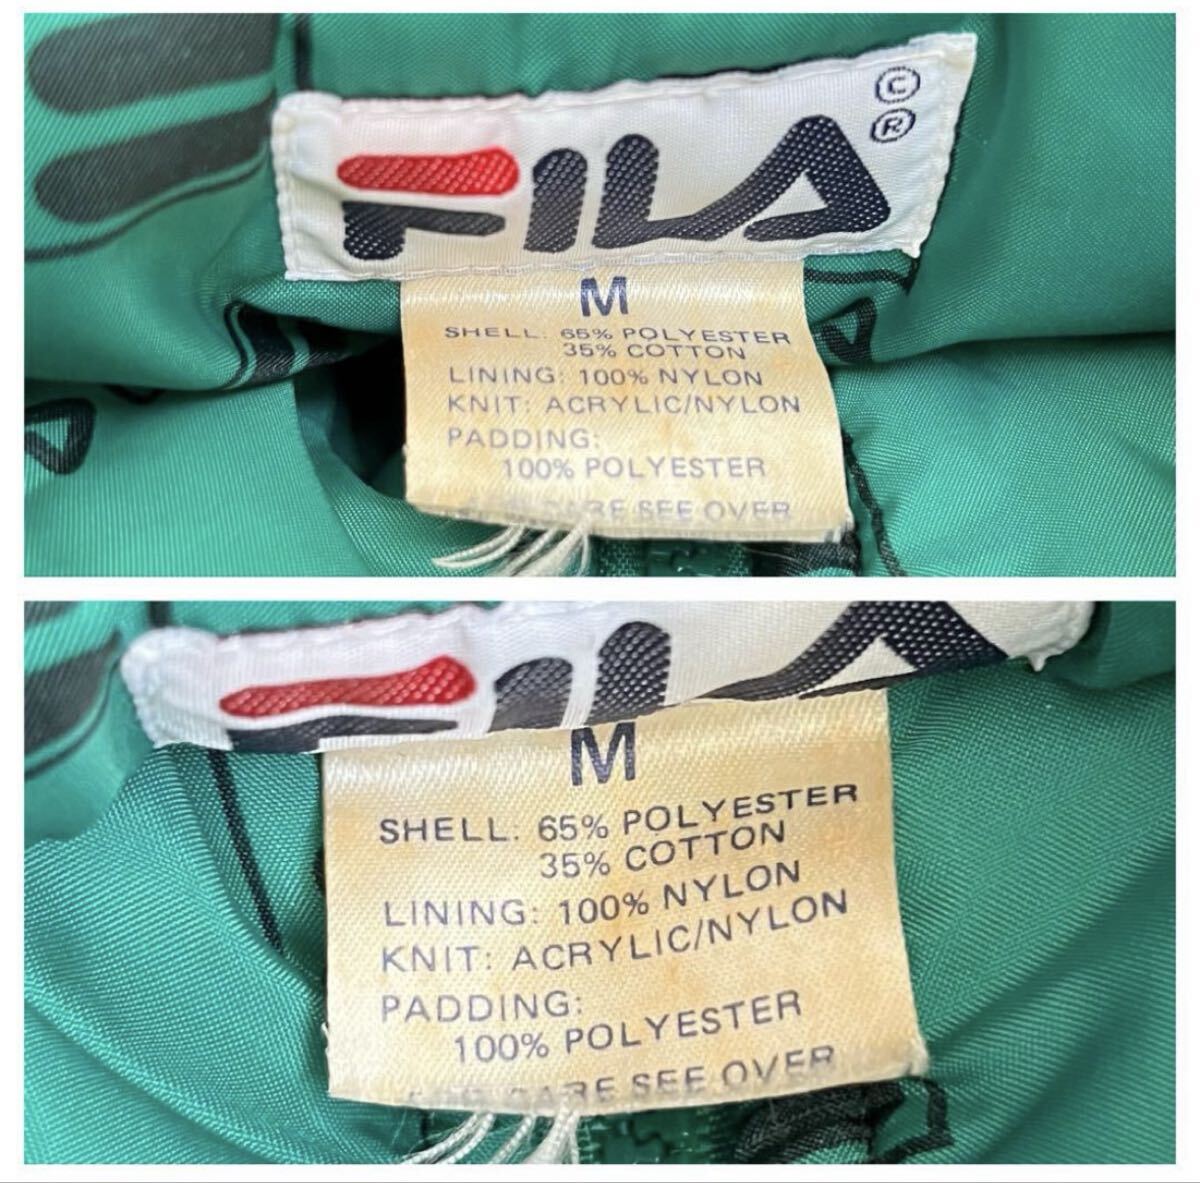 FILA © ®
M
SHELL: 65% POLYESTER
35% COTTON
LINING: 100% NYLON
KNIT: ACRYLIC/NYLON
PADDING:
100% POLYESTER
CARE SEE OVER
FILA
M
SHELL: 65% POLYESTER
35% COTTON
LINING: 100% NYLON
KNIT: ACRYLIC/NYLON
PADDING:
100% POLYESTER
CARE SEE OVER